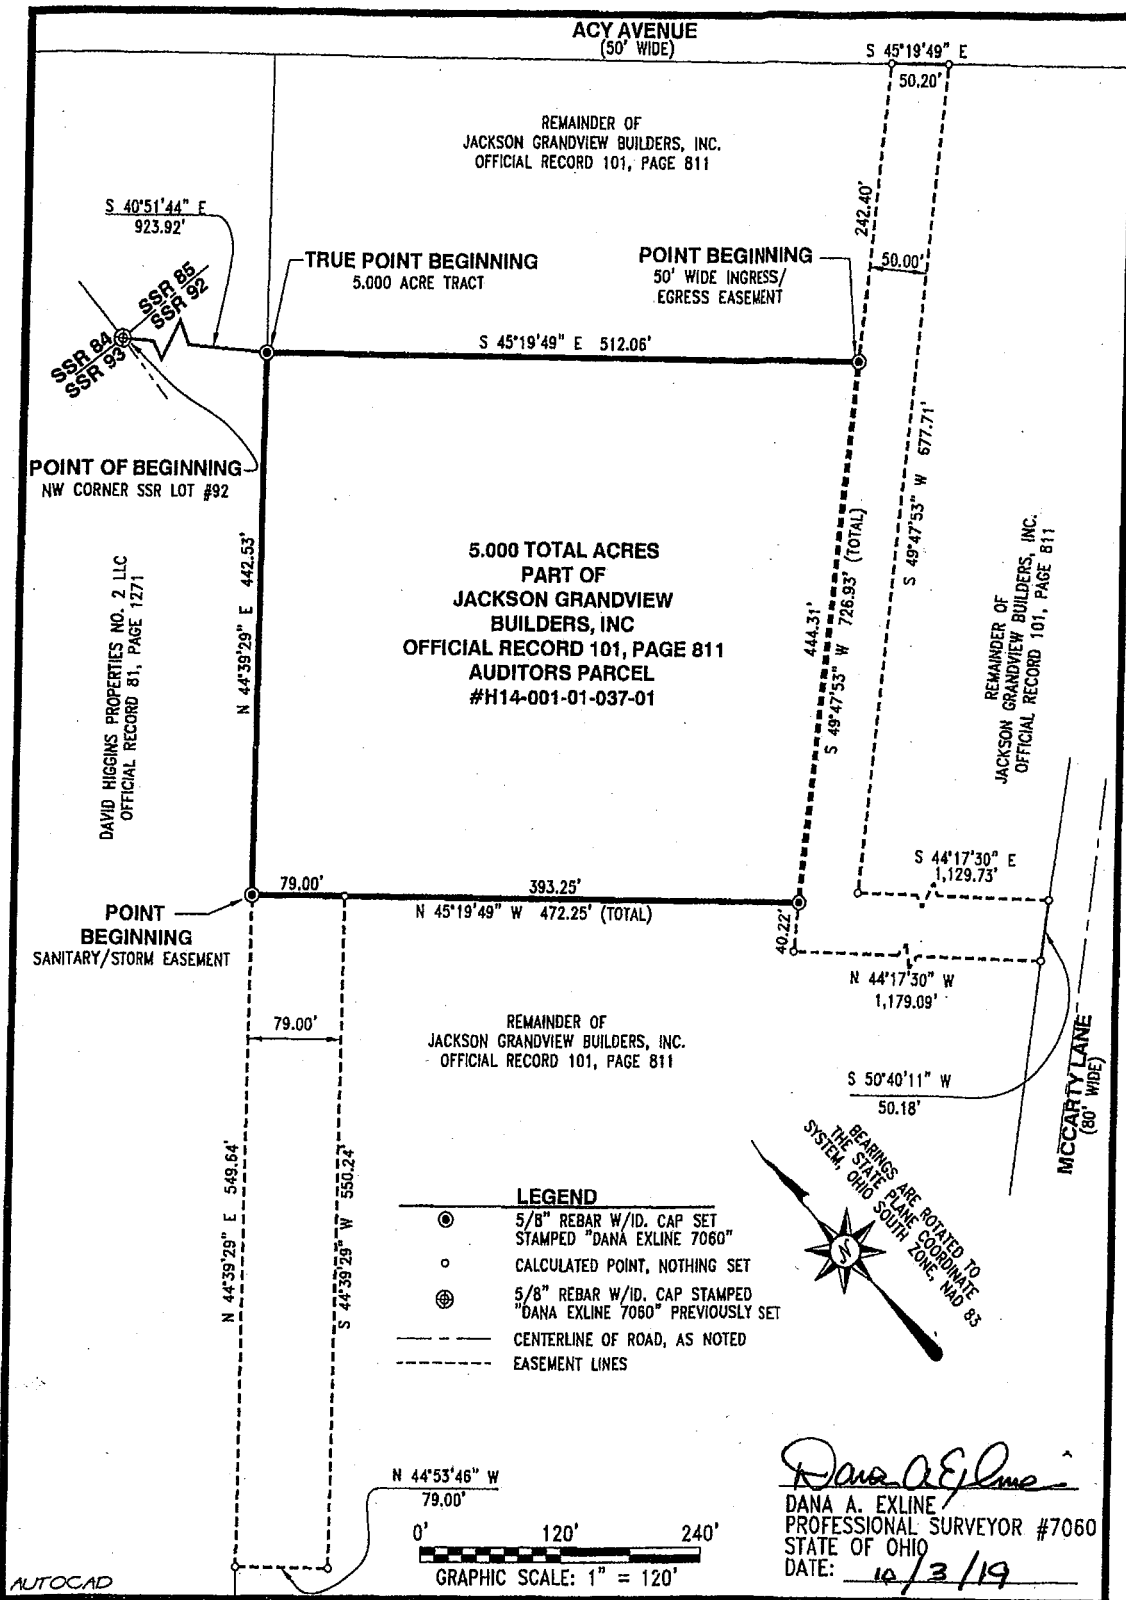 ACY AVENUE
(50' WIDE)
S 45°19'49" E
50.20'
REMAINDER OF
JACKSON GRANDVIEW BUILDERS, INC.
OFFICIAL RECORD 101, PAGE 811
S 40°51'44" E
923.92'
242.40'
TRUE POINT BEGINNING
5.000 ACRE TRACT
POINT BEGINNING
50' WIDE INGRESS/
EGRESS EASEMENT
50.00'
SSR 85
SSR 92
SSR 84
SSR 93
S 45°19'49" E 512.06'
POINT OF BEGINNING
NW CORNER SSR LOT #92
N 44°39'29" E 442.53'
DAVID HIGGINS PROPERTIES NO. 2 LLC
OFFICIAL RECORD 81, PAGE 1271
5.000 TOTAL ACRES
PART OF
JACKSON GRANDVIEW
BUILDERS, INC
OFFICIAL RECORD 101, PAGE 811
AUDITORS PARCEL
#H14-001-01-037-01
444.31'
S 49°47'53" W 726.93' (TOTAL)
S 49°47'53" W 677.71'
REMAINDER OF
JACKSON GRANDVIEW BUILDERS, INC.
OFFICIAL RECORD 101, PAGE 811
S 44°17'30" E
1,129.73'
79.00'
393.25'
N 45°19'49" W 472.25' (TOTAL)
POINT
BEGINNING
SANITARY/STORM EASEMENT
40.22'
N 44°17'30" W
1,179.09'
79.00'
REMAINDER OF
JACKSON GRANDVIEW BUILDERS, INC.
OFFICIAL RECORD 101, PAGE 811
S 50°40'11" W
50.18'
MCCARTY LANE
(80' WIDE)
N 44°39'29" E 549.64'
S 44°39'29" W 550.24'
BEARINGS ARE ROTATED TO
THE STATE PLANE COORDINATE
SYSTEM, OHIO SOUTH ZONE, NAD 83
N
LEGEND
5/8" REBAR W/ID. CAP SET
STAMPED "DANA EXLINE 7060"
CALCULATED POINT, NOTHING SET
5/8" REBAR W/ID. CAP STAMPED
"DANA EXLINE 7060" PREVIOUSLY SET
CENTERLINE OF ROAD, AS NOTED
EASEMENT LINES
N 44°53'46" W
79.00'
0' 120' 240'
GRAPHIC SCALE: 1" = 120'
Dana A. Exline
DANA A. EXLINE
PROFESSIONAL SURVEYOR #7060
STATE OF OHIO
DATE: 10/3/19
AUTOCAD